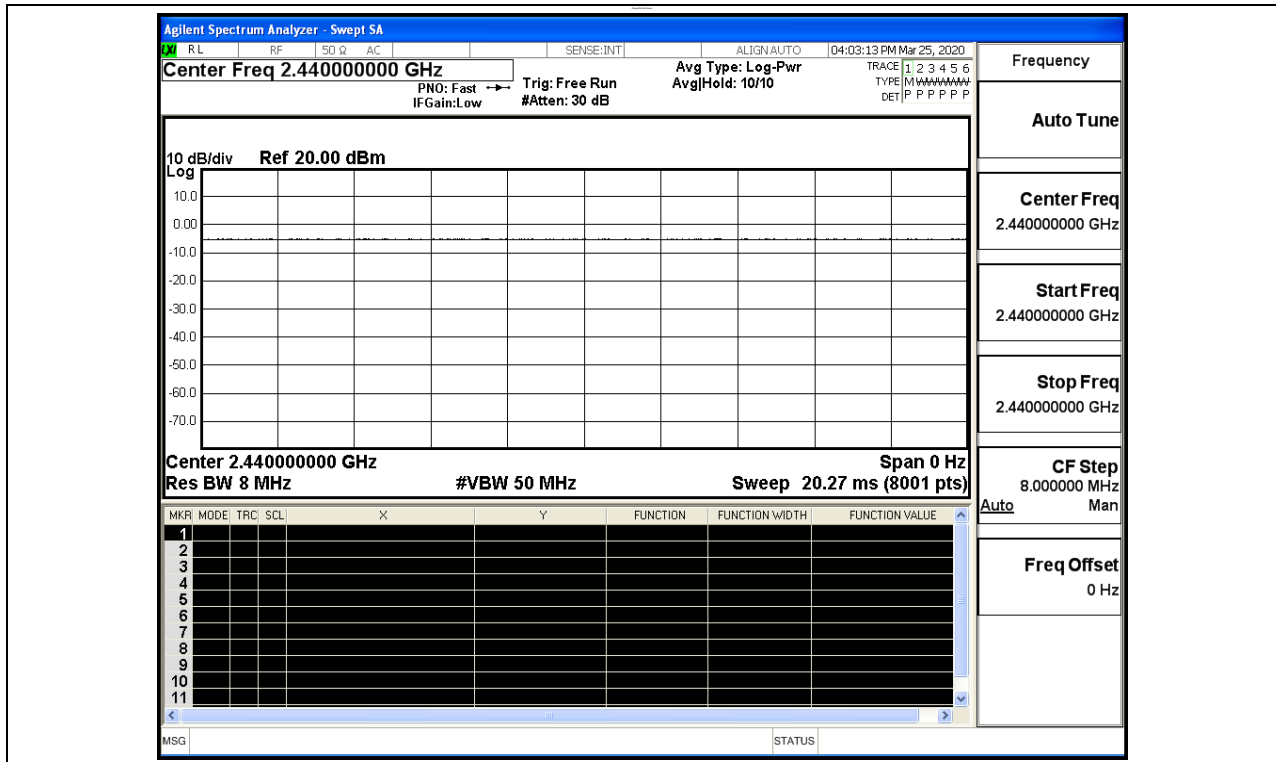 Agilent Spectrum Analyzer - Swept SA
LXI RL RF 50 Ω AC SENSE:INT ALIGN AUTO 04:03:13 PM Mar 25, 2020
Center Freq 2.440000000 GHz
PNO: Fast
IFGain:Low
Trig: Free Run
#Atten: 30 dB
Avg Type: Log-Pwr
Avg|Hold: 10/10
TRACE 1 2 3 4 5 6
TYPE MWWWWW
DET P P P P P P
10 dB/div Ref 20.00 dBm
Log
10.0
0.00
-10.0
-20.0
-30.0
-40.0
-50.0
-60.0
-70.0
Center 2.440000000 GHz Span 0 Hz
Res BW 8 MHz #VBW 50 MHz Sweep 20.27 ms (8001 pts)
MKR MODE TRC SCL X Y FUNCTION FUNCTION WIDTH FUNCTION VALUE
1
2
3
4
5
6
7
8
9
10
11
MSG STATUS
Frequency
Auto Tune
Center Freq
2.440000000 GHz
Start Freq
2.440000000 GHz
Stop Freq
2.440000000 GHz
CF Step
8.000000 MHz
Auto Man
Freq Offset
0 Hz